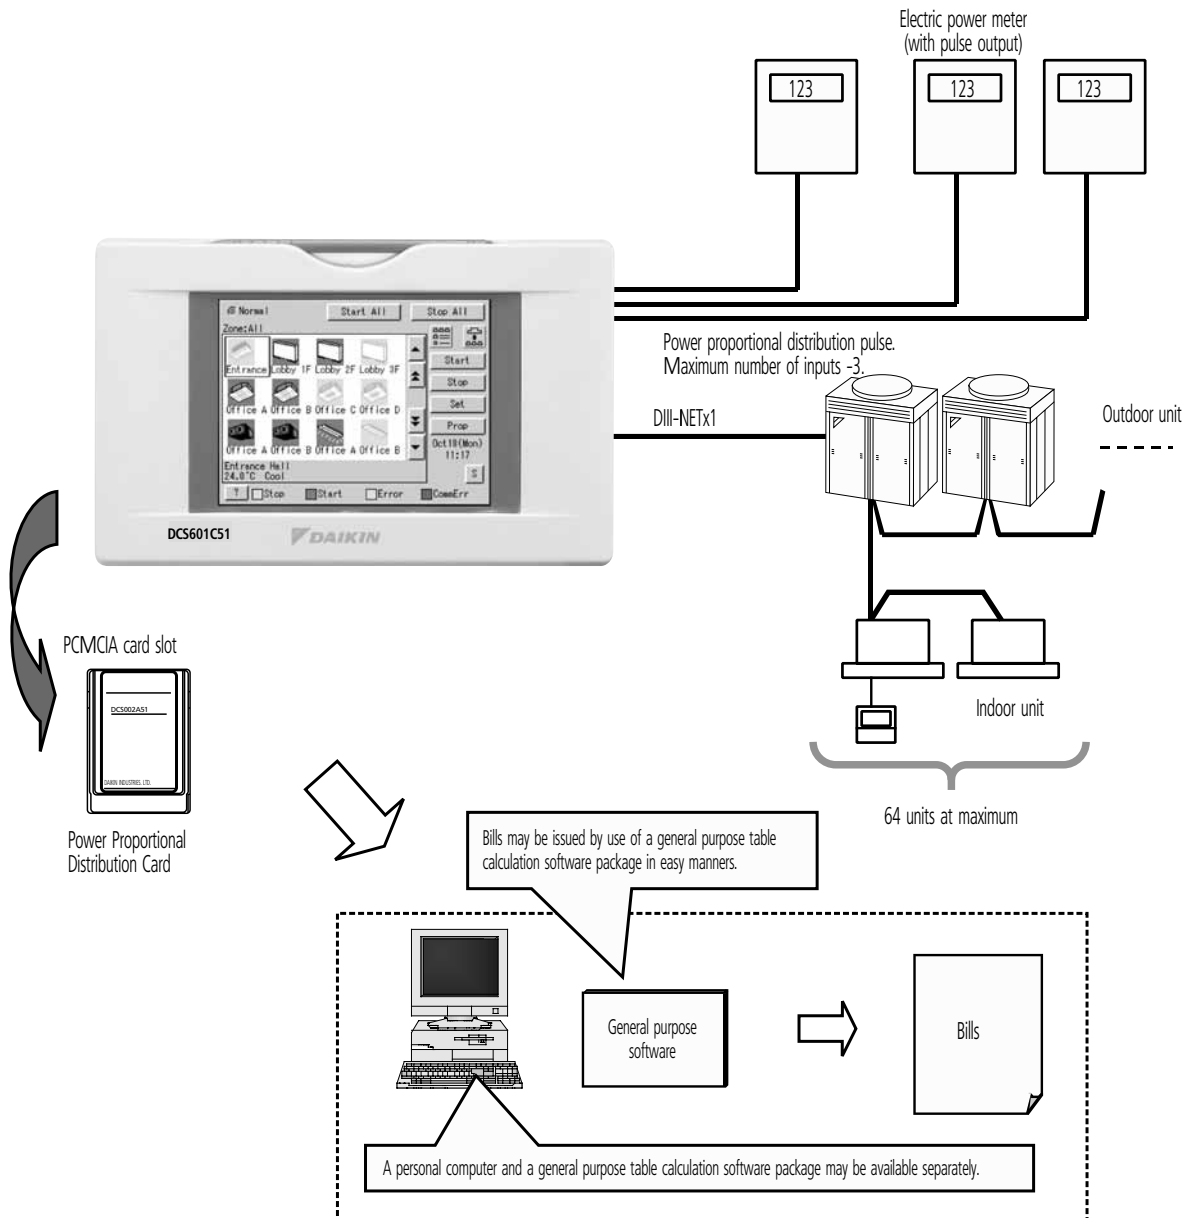 Electric power meter
(with pulse output)
123
123
123
Normal
Start All
Stop All
Zone:All
Entrance
Lobby 1F
Lobby 2F
Lobby 3F
Start
Stop
Office A
Office B
Office C
Office D
Set
Prop
Office A
Office B
Office A
Office B
Oct18(Mon)
11:17
Entrance Hall
24.0°C Cool
S
?
Stop
Start
Error
CommErr
DCS601C51
DAIKIN
Power proportional distribution pulse.
Maximum number of inputs -3.
DIII-NETx1
Outdoor unit
Indoor unit
64 units at maximum
PCMCIA card slot
DCS002A51
DAIKIN INDUSTRIES. LTD.
Power Proportional
Distribution Card
Bills may be issued by use of a general purpose table
calculation software package in easy manners.
General purpose
software
Bills
A personal computer and a general purpose table calculation software package may be available separately.